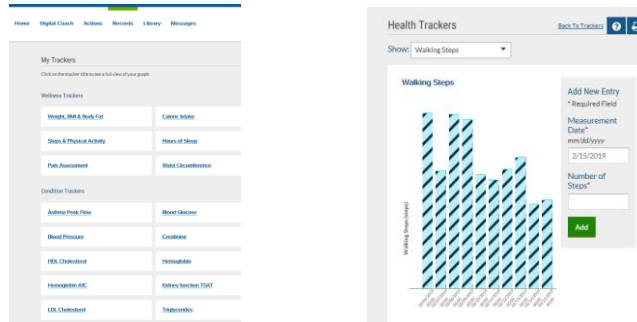 Home Digital Coach Actions Records Library Messages
My Trackers
Click on the tracker title to see a full view of your graph.
Wellness Trackers
Weight, BMI & Body Fat
Caloric Intake
Steps & Physical Activity
Hours of Sleep
Pain Assessment
Waist Circumference
Condition Trackers
Asthma Peak Flow
Blood Glucose
Blood Pressure
Creatinine
HDL Cholesterol
Hemoglobin
Hemoglobin A1C
Kidney function TSAT
LDL Cholesterol
Triglycerides
Health Trackers
Back To Trackers
Show: Walking Steps
Walking Steps
Walking Steps (steps)
Add New Entry
* Required Field
Measurement
Date*
mm/dd/yyyy
2/15/2019
Number of
Steps*
Add